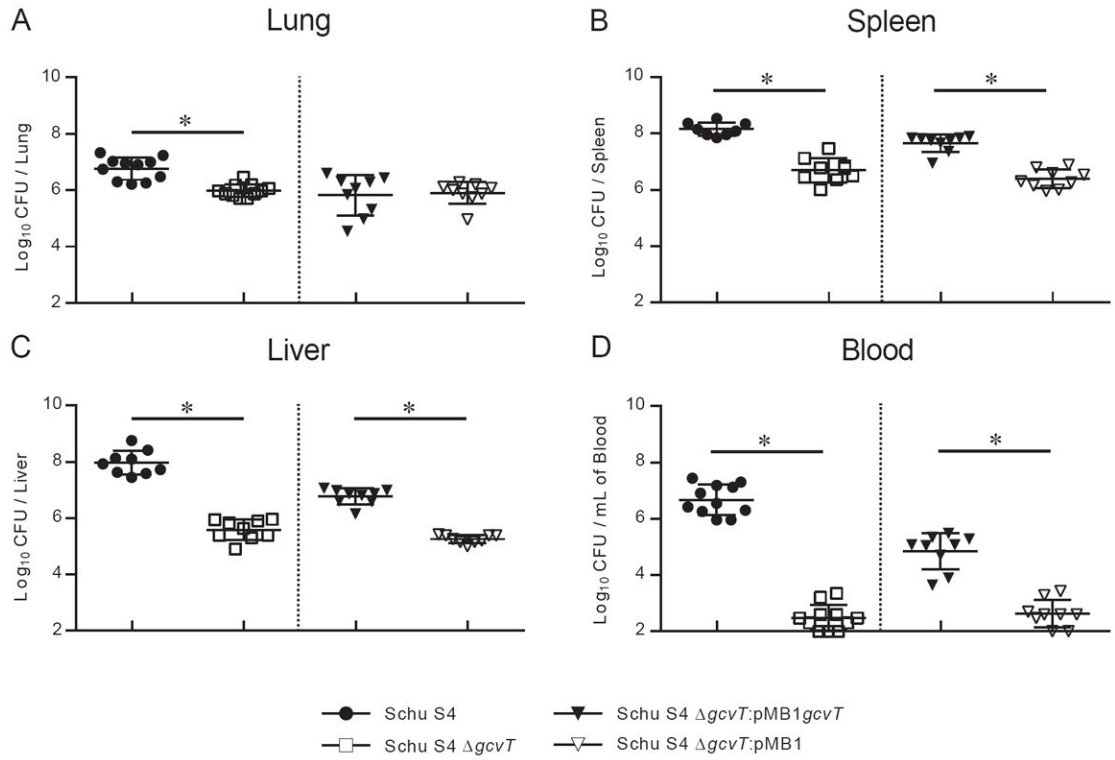 A
Lung
*
Log₁₀ CFU / Lung
10
8
6
4
2
B
Spleen
*
*
Log₁₀ CFU / Spleen
10
8
6
4
2
C
Liver
*
*
Log₁₀ CFU / Liver
10
8
6
4
2
D
Blood
*
*
Log₁₀ CFU / mL of Blood
10
8
6
4
2
Schu S4
Schu S4 ΔgcvT
Schu S4 ΔgcvT:pMB1gcvT
Schu S4 ΔgcvT:pMB1